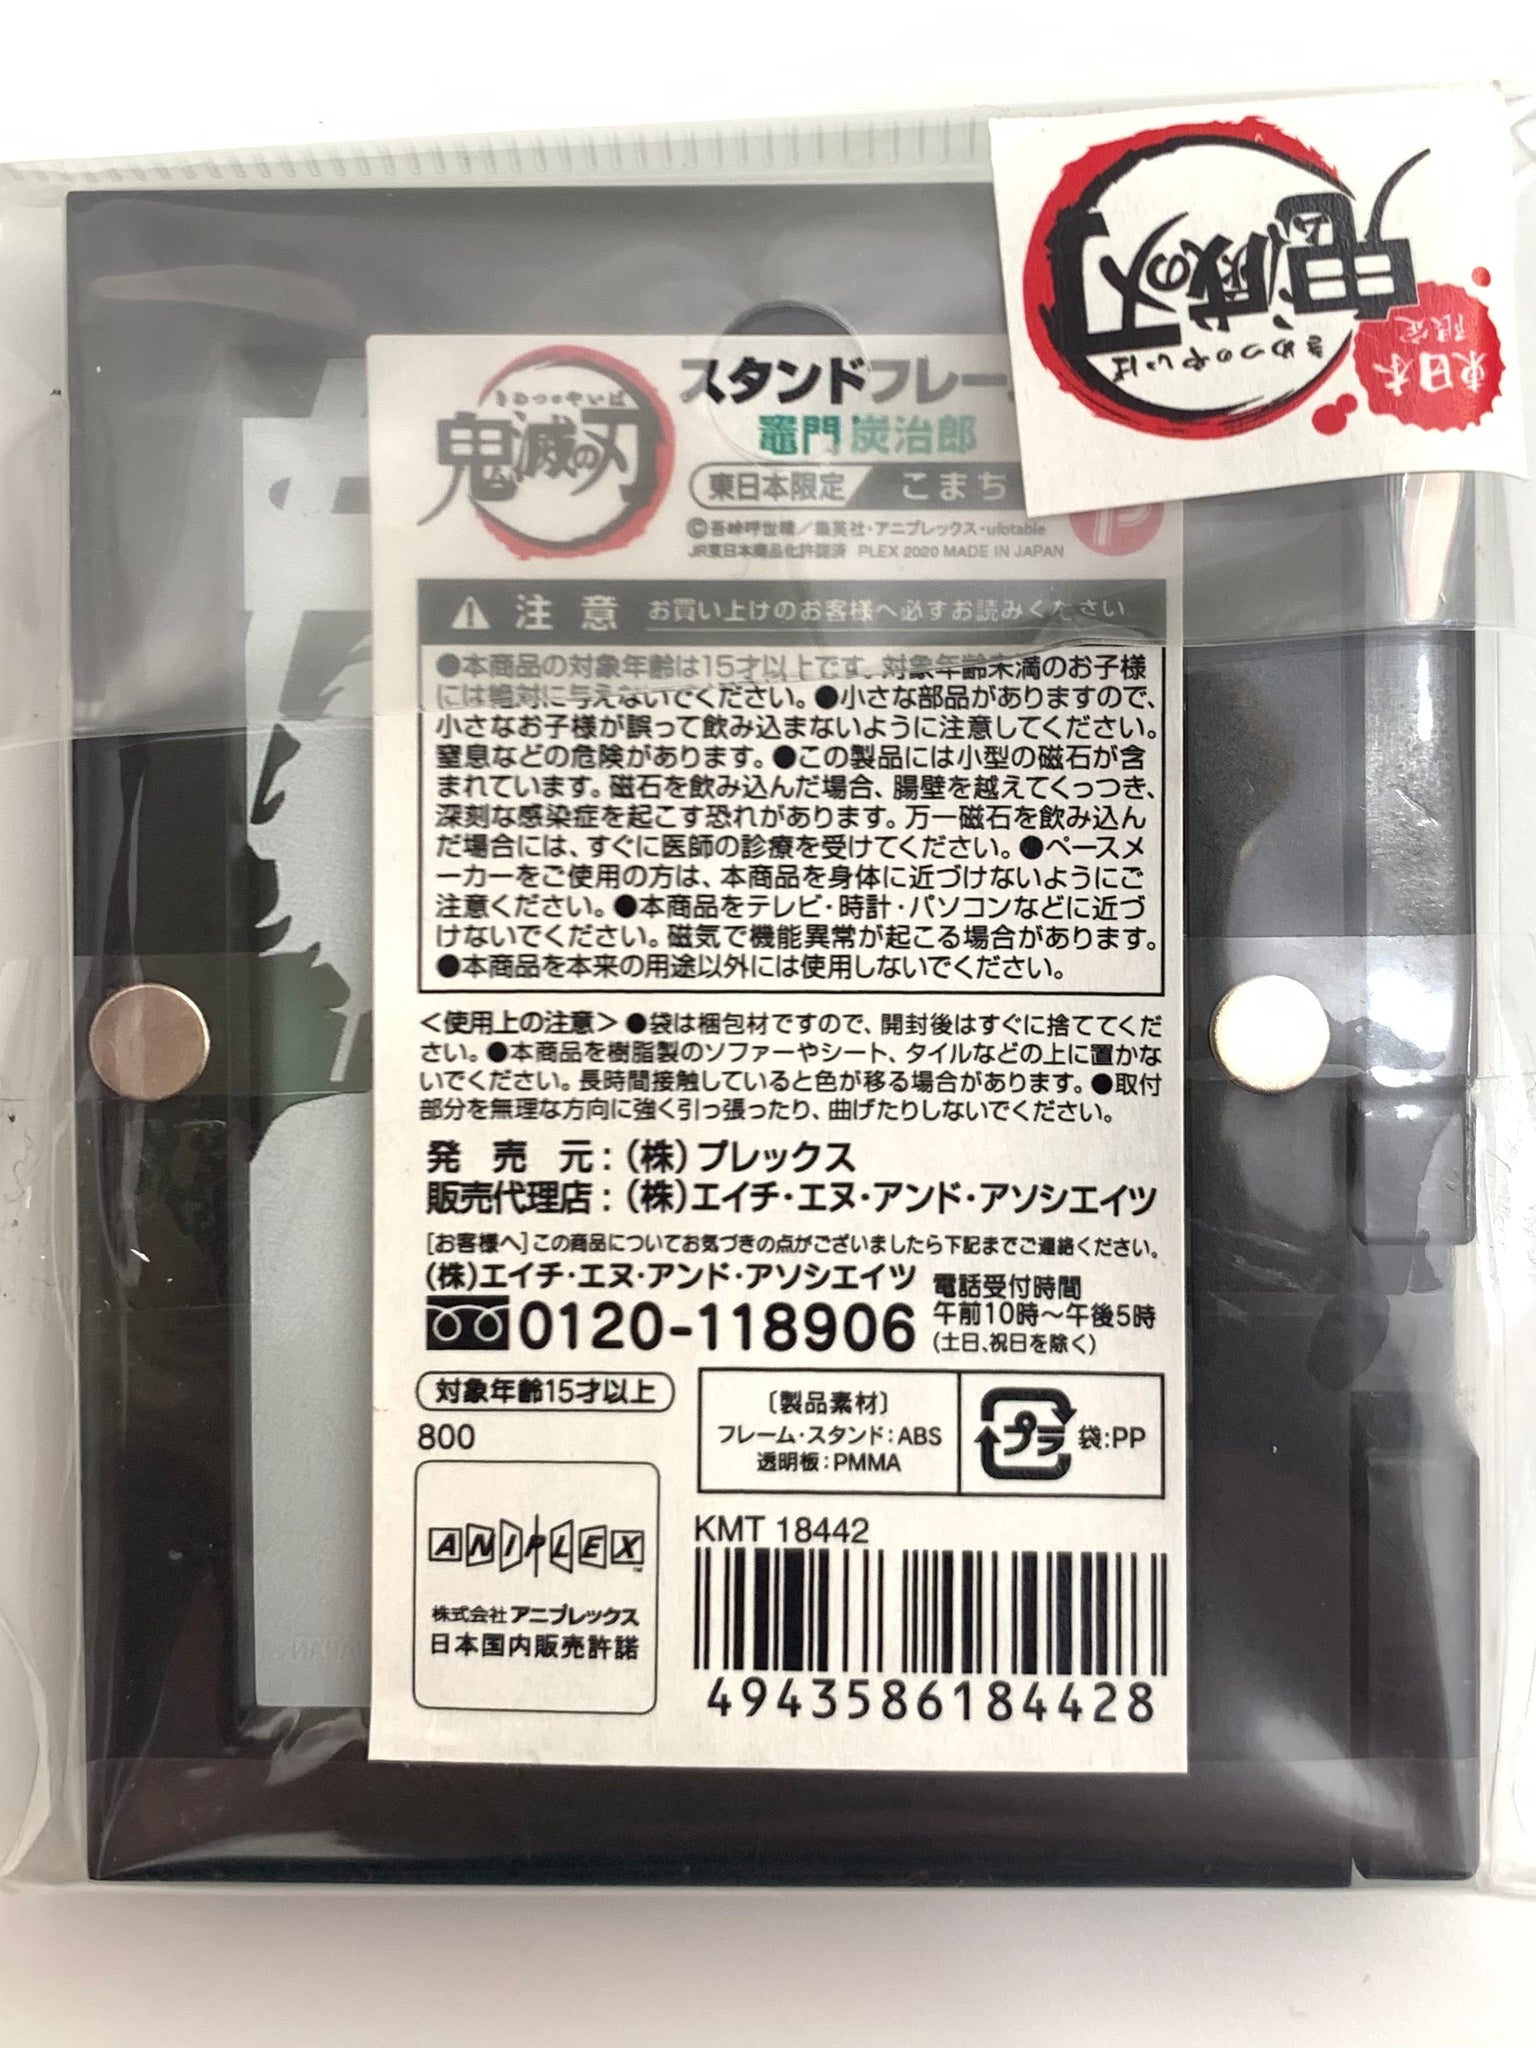 鬼滅の刃
きめつのやいば
東日本
限定
きめつのやいば
鬼滅の刃
スタンドフレー
竈門 炭治郎
東日本限定 こまち
©吾峠呼世晴／集英社・アニプレックス・ufotable
JR東日本商品化許諾済 PLEX 2020 MADE IN JAPAN
注意 お買い上げのお客様へ必ずお読みください
●本商品の対象年齢は15才以上です。対象年齢未満のお子様
には絶対に与えないでください。●小さな部品がありますので、
小さなお子様が誤って飲み込まないように注意してください。
窒息などの危険があります。●この製品には小型の磁石が含
まれています。磁石を飲み込んだ場合、腸壁を越えてくっつき、
深刻な感染症を起こす恐れがあります。万一磁石を飲み込ん
だ場合には、すぐに医師の診療を受けてください。●ペースメ
ーカーをご使用の方は、本商品を身体に近づけないようにご
注意ください。●本商品をテレビ・時計・パソコンなどに近づ
けないでください。磁気で機能異常が起こる場合があります。
●本商品を本来の用途以外には使用しないでください。
＜使用上の注意＞●袋は梱包材ですので、開封後はすぐに捨ててくだ
さい。●本商品を樹脂製のソファーやシート、タイルなどの上に置かな
いでください。長時間接触していると色が移る場合があります。●取付
部分を無理な方向に強く引っ張ったり、曲げたりしないでください。
発売元：（株）プレックス
販売代理店：（株）エイチ・エヌ・アンド・アソシエイツ
［お客様へ］この商品についてお気づきの点がございましたら下記までご連絡ください。
（株）エイチ・エヌ・アンド・アソシエイツ
0120-118906
電話受付時間
午前10時～午後5時
（土日、祝日を除く）
対象年齢15才以上
800
〔製品素材〕
フレーム・スタンド：ABS
透明板：PMMA
プラ
袋：PP
ANIPLEX
株式会社アニプレックス
日本国内販売許諾
KMT 18442
4943586184428